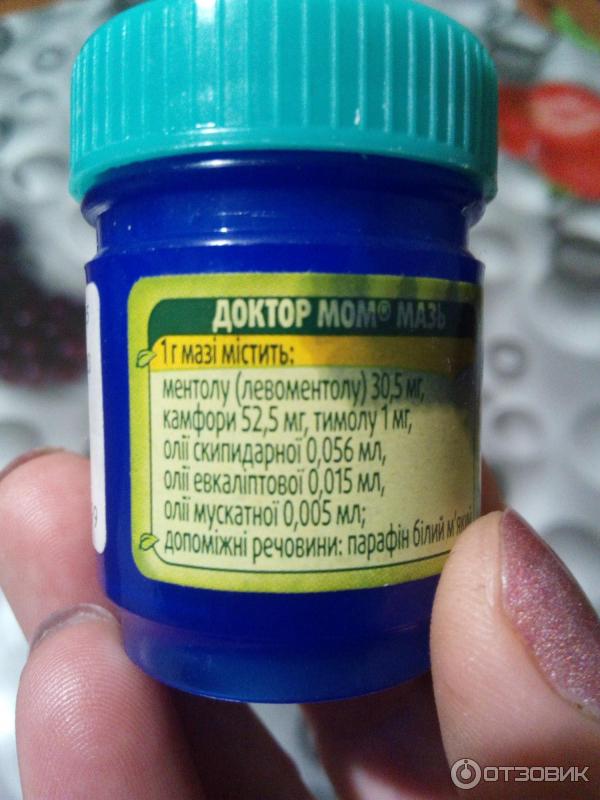 ДОКТОР МОМ® МАЗЬ
1 г мазі містить:
ментолу (левоментолу) 30,5 мг,
камфори 52,5 мг, тимолу 1 мг,
олії скипидарної 0,056 мл,
олії евкаліптової 0,015 мл,
олії мускатної 0,005 мл;
допоміжні речовини: парафін білий м'який
ОТЗОВИК